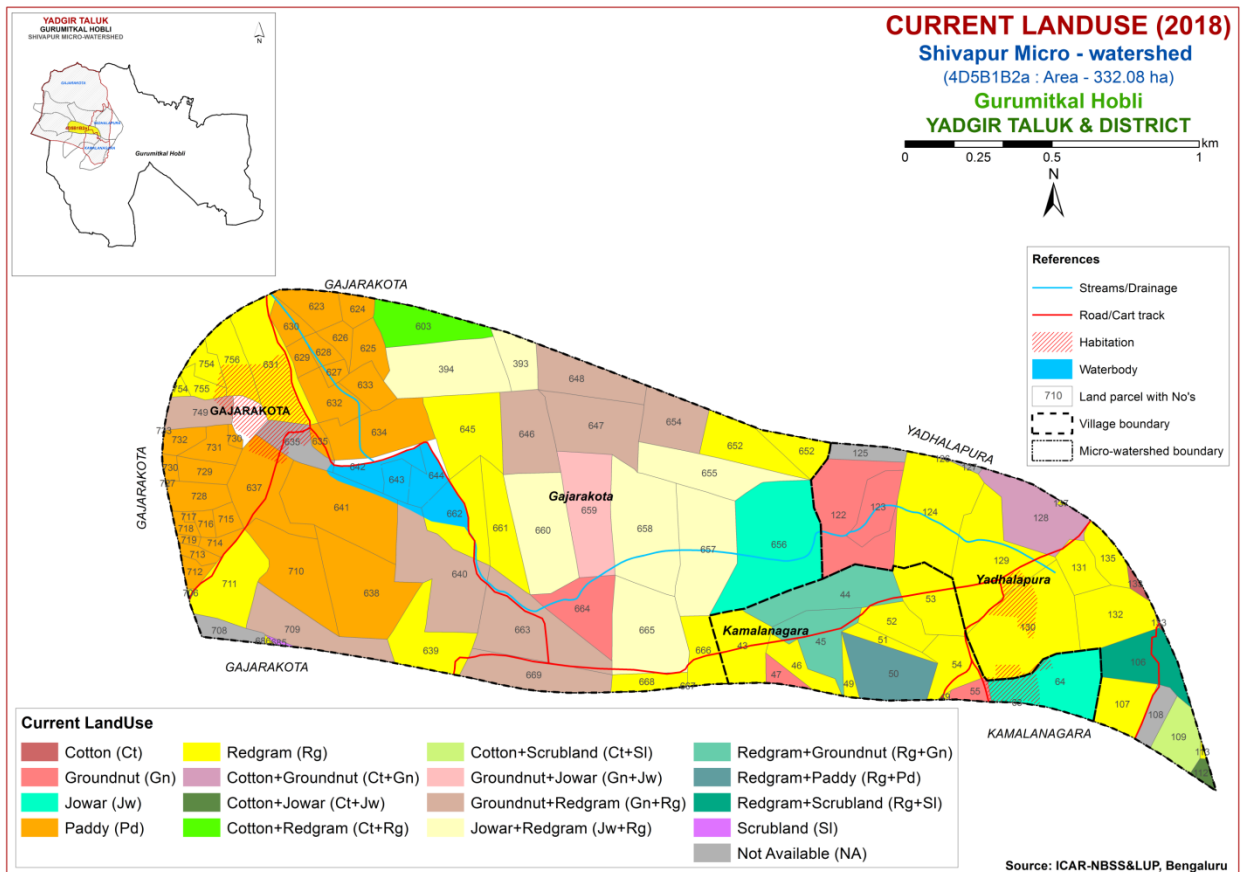 YADGIR TALUK
GURUMITKAL HOBLI
SHIVAPUR MICRO-WATERSHED
N
GAJARAKOTA
KAMALANAGARA
Gurumitkal Hobli
CURRENT LANDUSE (2018)
Shivapur Micro - watershed
(4D5B1B2a : Area - 332.08 ha)
Gurumitkal Hobli
YADGIR TALUK & DISTRICT
km
0 0.25 0.5 1
N
References
Streams/Drainage
Road/Cart track
Habitation
Waterbody
710 Land parcel with No's
Village boundary
Micro-watershed boundary
GAJARAKOTA
623 624
630 626 603
628 625
629
756 631 394 393
754 627
633 648
755 632
749 GAJARAKOTA 647 654
645 646
634 652
732 731 730 635 635 652
YADHALAPURA
125
730 729 642 643 644 655
727 637
728 641 662 661 660 659 Gajarakota 658 657 656
122 123 124 128
717 716 715
718
719 714
713 640 129 131 135
712
711 710 638 664 44 Yadhalapura
53
708 709 663 665 52 130 132
Kamalanagara
639 666 43 45 51
46 54
669 668 47 49 50 55 64
106
107 108 109
GAJARAKOTA
GAJARAKOTA
KAMALANAGARA
Current LandUse
Cotton (Ct) Redgram (Rg) Cotton+Scrubland (Ct+Sl) Redgram+Groundnut (Rg+Gn)
Groundnut (Gn) Cotton+Groundnut (Ct+Gn) Groundnut+Jowar (Gn+Jw) Redgram+Paddy (Rg+Pd)
Jowar (Jw) Cotton+Jowar (Ct+Jw) Groundnut+Redgram (Gn+Rg) Redgram+Scrubland (Rg+Sl)
Paddy (Pd) Cotton+Redgram (Ct+Rg) Jowar+Redgram (Jw+Rg) Scrubland (Sl)
Not Available (NA)
Source: ICAR-NBSS&LUP, Bengaluru